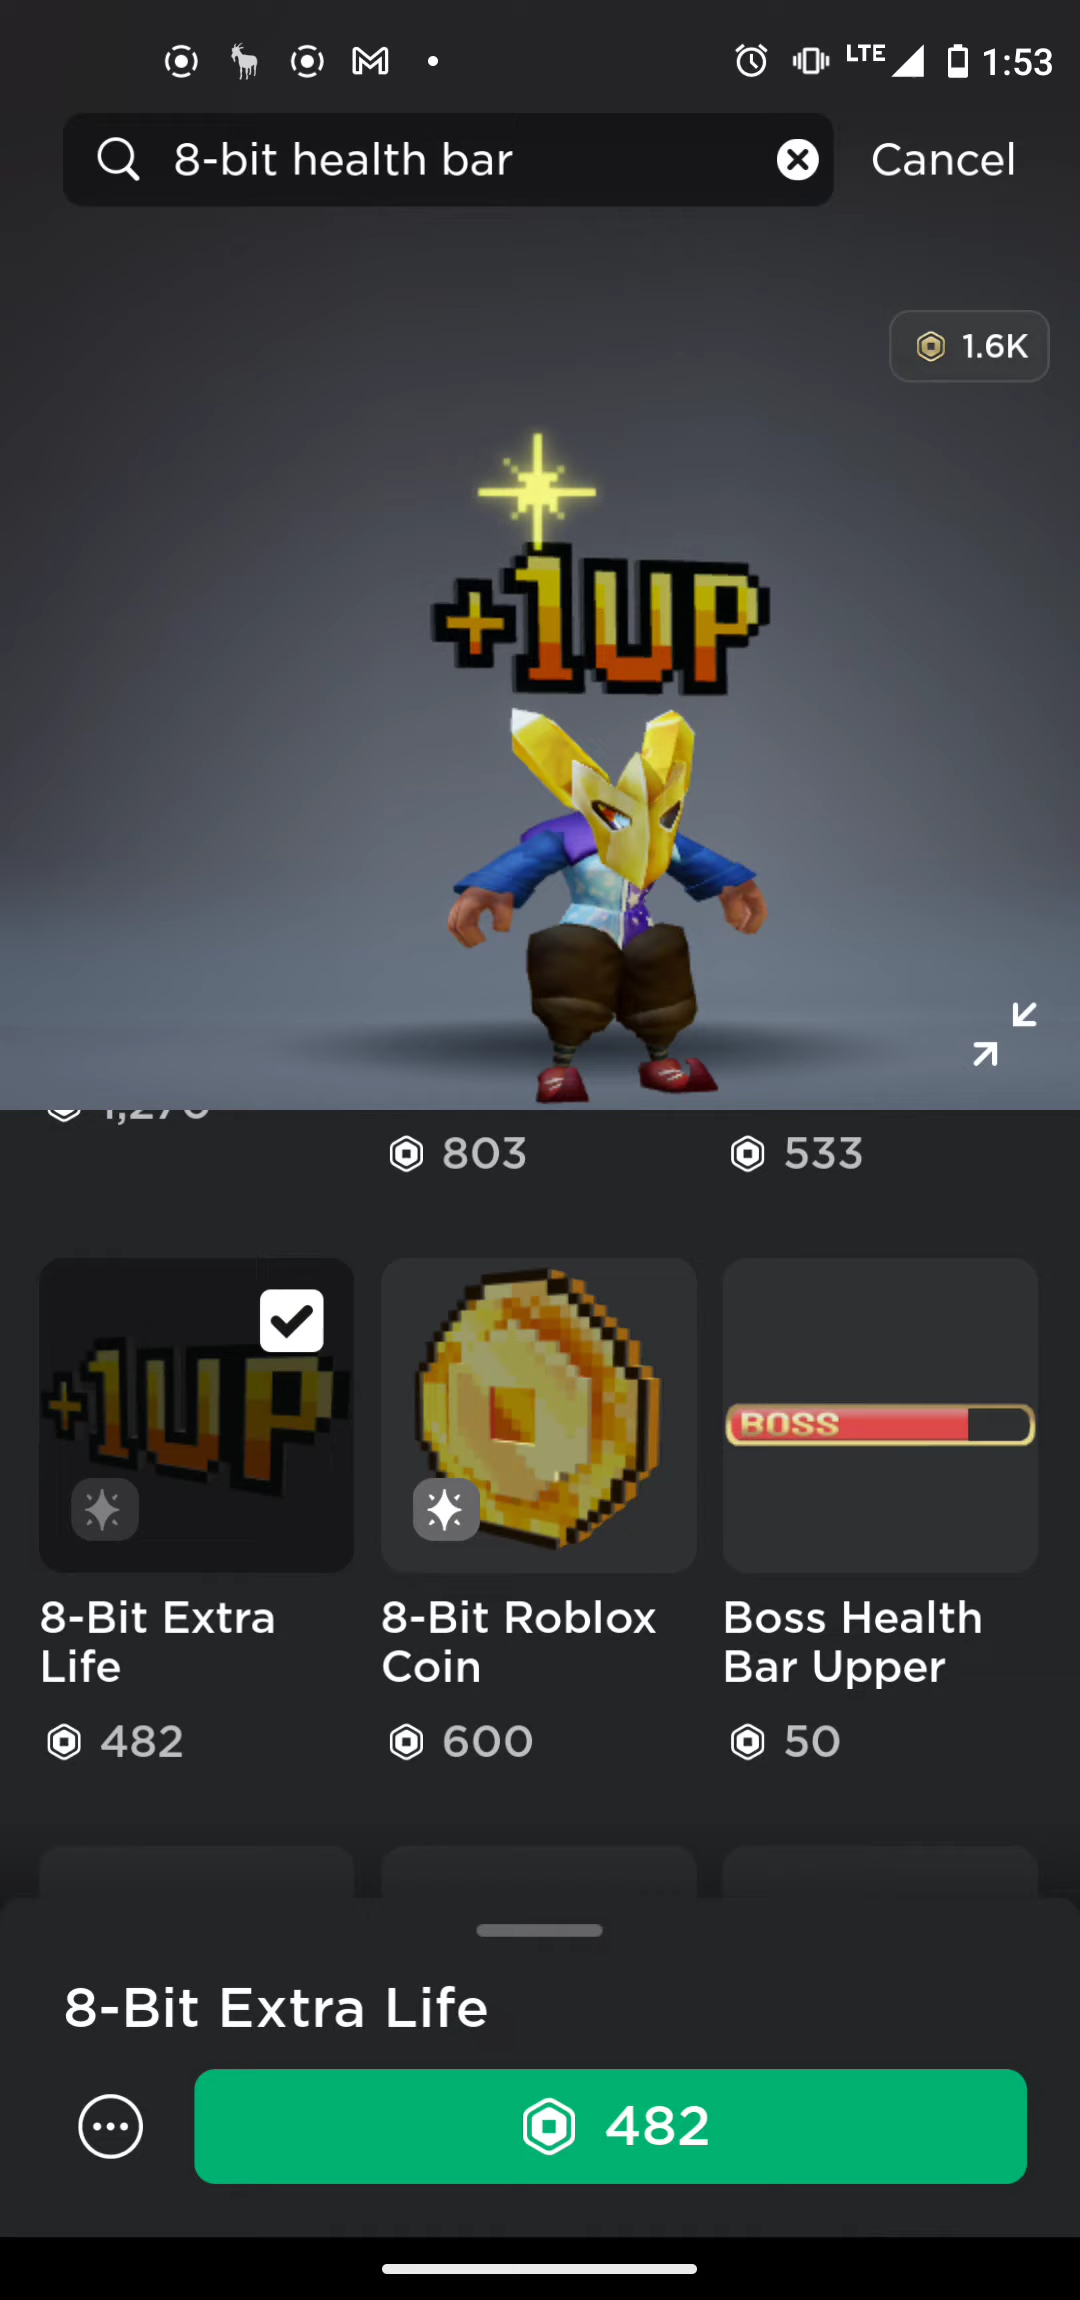 LTE 1:53
8-bit health bar
Cancel
1.6K
+1UP
803
533
+1UP
BOSS
8-Bit Extra
Life
8-Bit Roblox
Coin
Boss Health
Bar Upper
482
600
50
8-Bit Extra Life
482